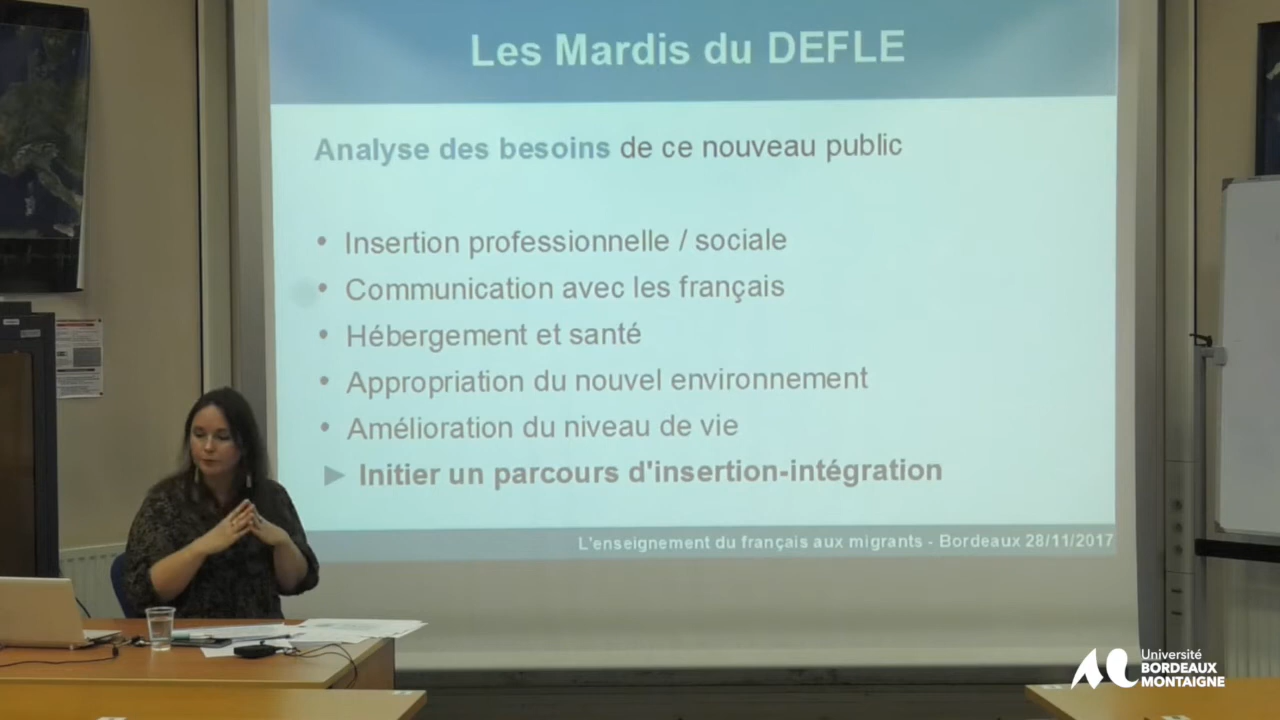 Les Mardis du DEFLE
Analyse des besoins de ce nouveau public
• Insertion professionnelle / sociale
• Communication avec les français
• Hébergement et santé
• Appropriation du nouvel environnement
• Amélioration du niveau de vie
► Initier un parcours d'insertion-intégration
L'enseignement du français aux migrants - Bordeaux 28/11/2017
Université
BORDEAUX
MONTAIGNE